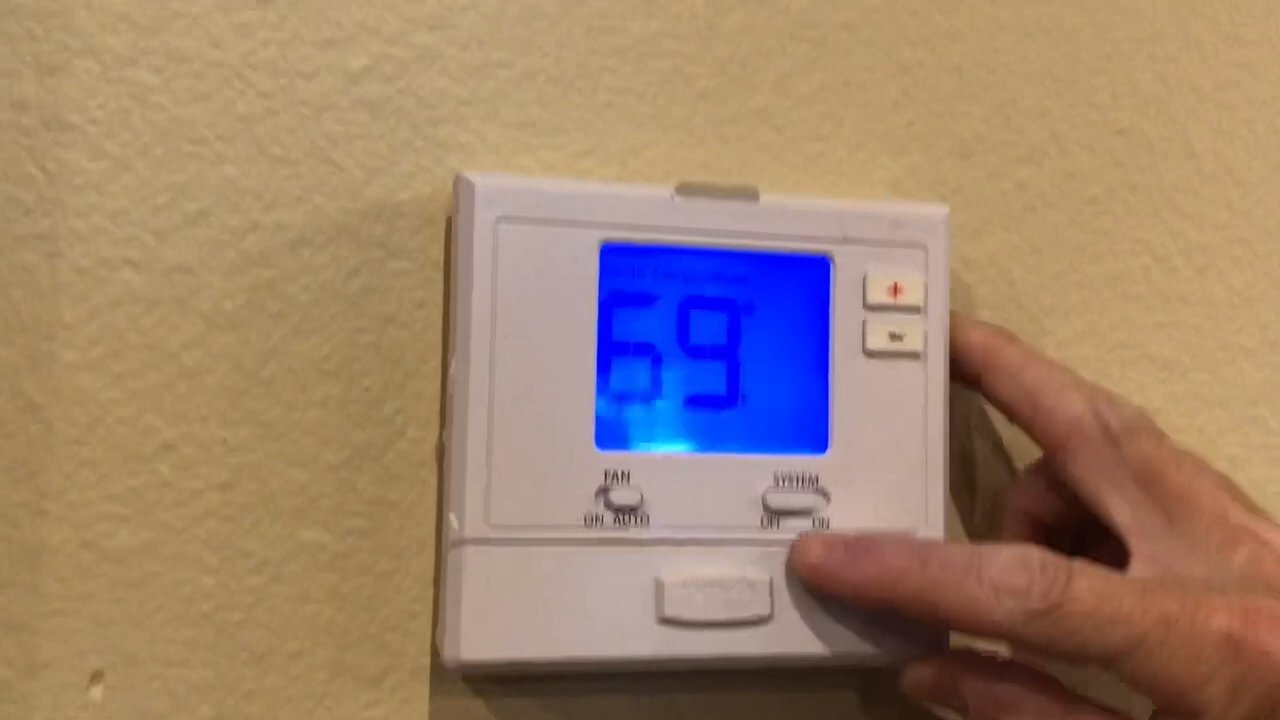 69°
+
FAN
SYSTEM
ON AUTO
OFF ON